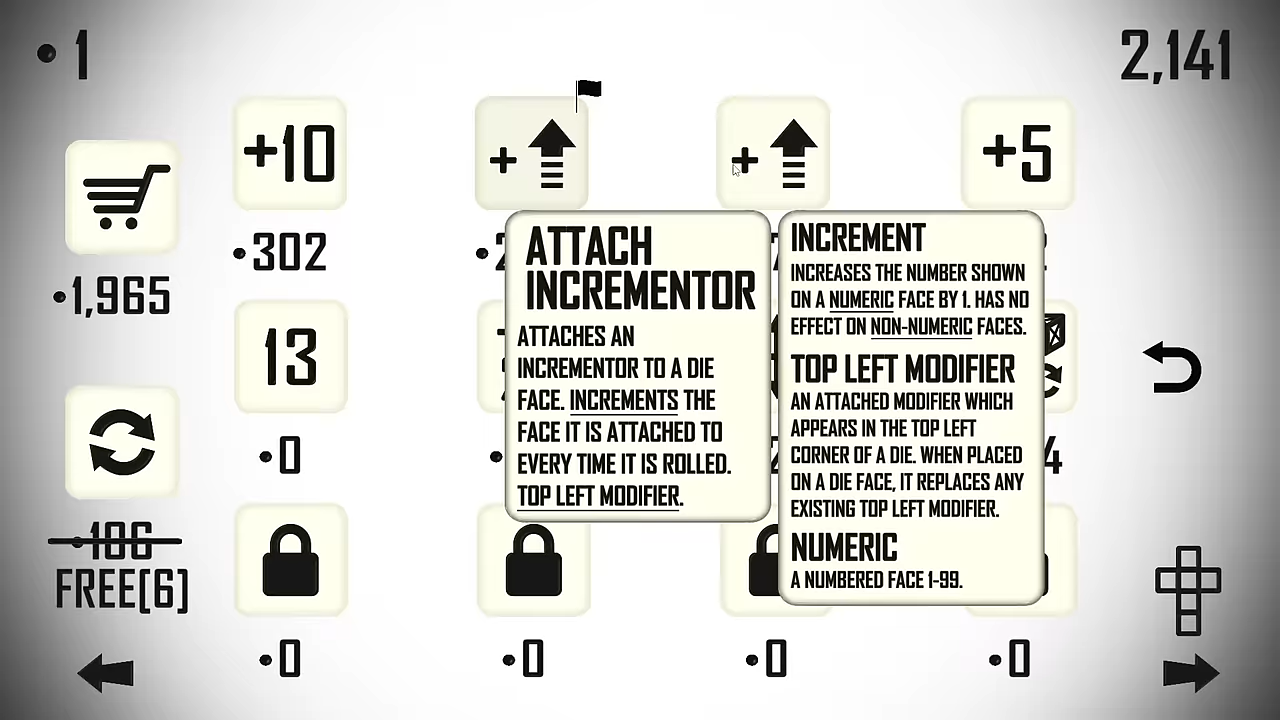 1
2,141
+10
+
+
+5
302
1,965
13
0
106
FREE[6]
0
0
0
0
ATTACH
INCREMENTOR
ATTACHES AN
INCREMENTOR TO A DIE
FACE. INCREMENTS THE
FACE IT IS ATTACHED TO
EVERY TIME IT IS ROLLED.
TOP LEFT MODIFIER.
INCREMENT
INCREASES THE NUMBER SHOWN
ON A NUMERIC FACE BY 1. HAS NO
EFFECT ON NON-NUMERIC FACES.
TOP LEFT MODIFIER
AN ATTACHED MODIFIER WHICH
APPEARS IN THE TOP LEFT
CORNER OF A DIE. WHEN PLACED
ON A DIE FACE, IT REPLACES ANY
EXISTING TOP LEFT MODIFIER.
NUMERIC
A NUMBERED FACE 1-99.